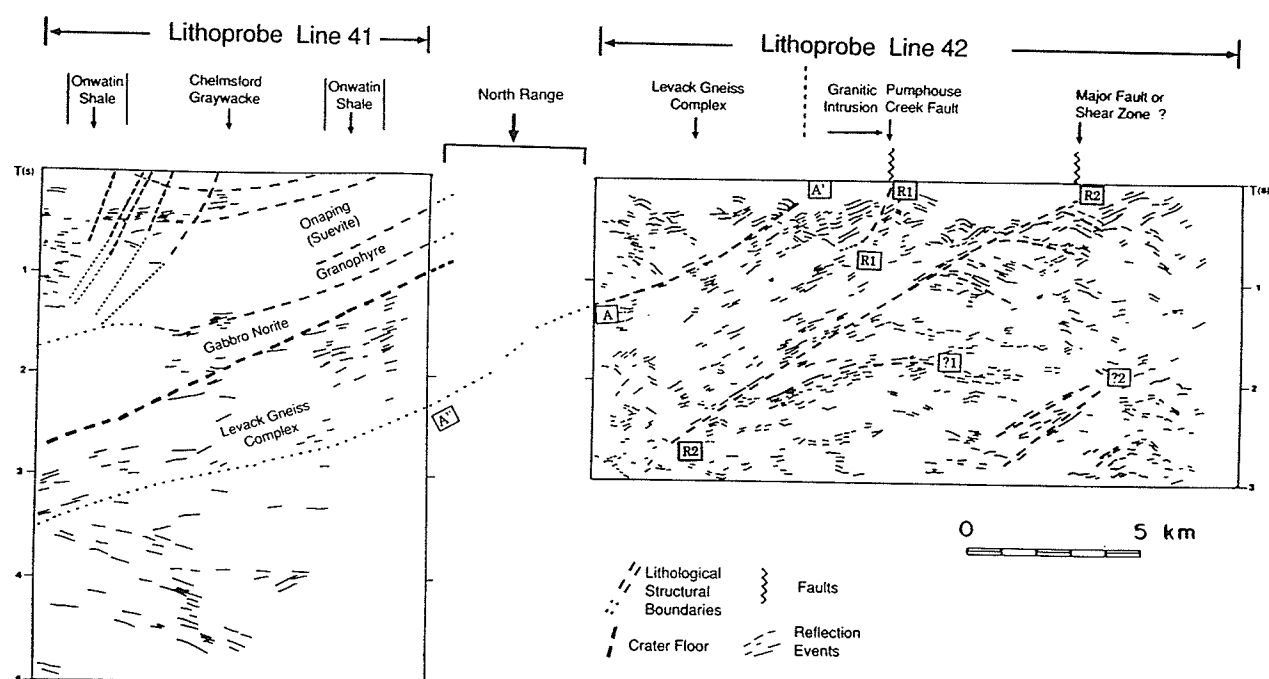 Lithoprobe Line 41
Lithoprobe Line 42
Onwatin
Shale
Chelmsford
Graywacke
Onwatin
Shale
North Range
Levack Gneiss
Complex
Granitic
Intrusion
Pumphouse
Creek Fault
Major Fault or
Shear Zone ?
T(s)
1
2
3
4
Onaping
(Suevite)
Granophyre
Gabbro Norite
Levack Gneiss
Complex
A"
A
A'
R1
R1
R2
R2
?1
?2
1
2
3
0 5 km
Lithological
Structural
Boundaries
Crater Floor
Faults
Reflection
Events